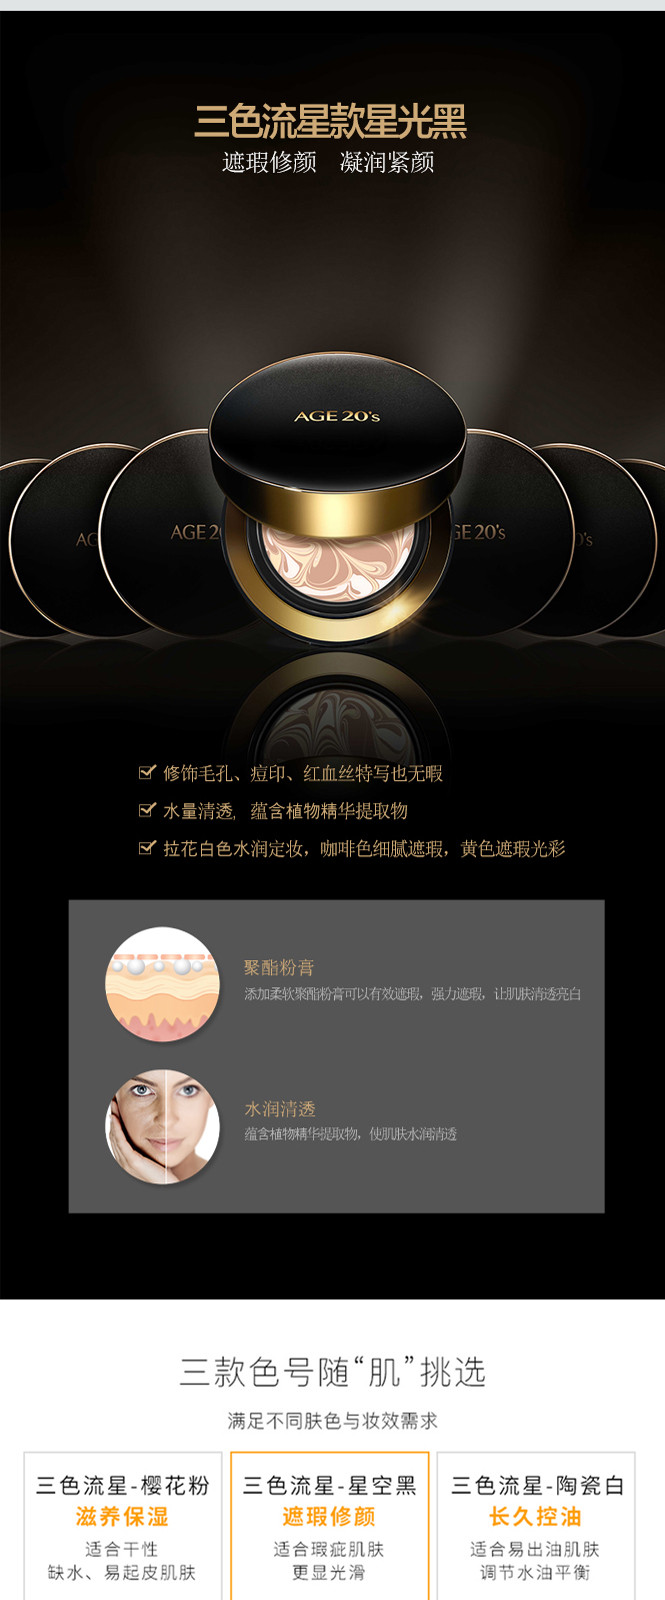 三色流星款星光黑
遮瑕修颜 凝润紧颜
AGE 20's
AGE 2
GE 20's
AC
's
修饰毛孔、痘印、红血丝特写也无暇
水量清透, 蕴含植物精华提取物
拉花白色水润定妆，咖啡色细腻遮瑕，黄色遮瑕光彩
聚酯粉膏
添加柔软聚酯粉膏可以有效遮瑕，强力遮瑕，让肌肤清透亮白
水润清透
蕴含植物精华提取物，使肌肤水润清透
三款色号随“肌”挑选
满足不同肤色与妆效需求
三色流星-樱花粉
滋养保湿
适合干性
缺水、易起皮肌肤
三色流星-星空黑
遮瑕修颜
适合瑕疵肌肤
更显光滑
三色流星-陶瓷白
长久控油
适合易出油肌肤
调节水油平衡